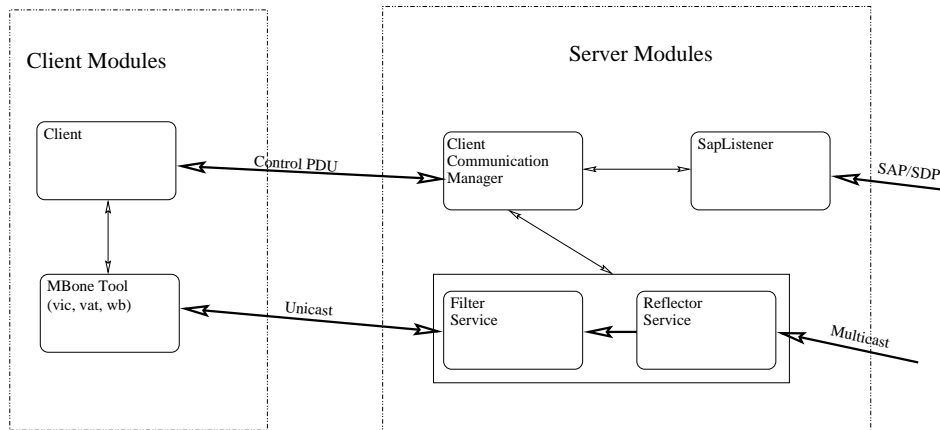 Client Modules
Server Modules
Client
Control PDU
Client
Communication
Manager
SapListener
SAP/SDP
MBone Tool
(vic, vat, wb)
Unicast
Filter
Service
Reflector
Service
Multicast